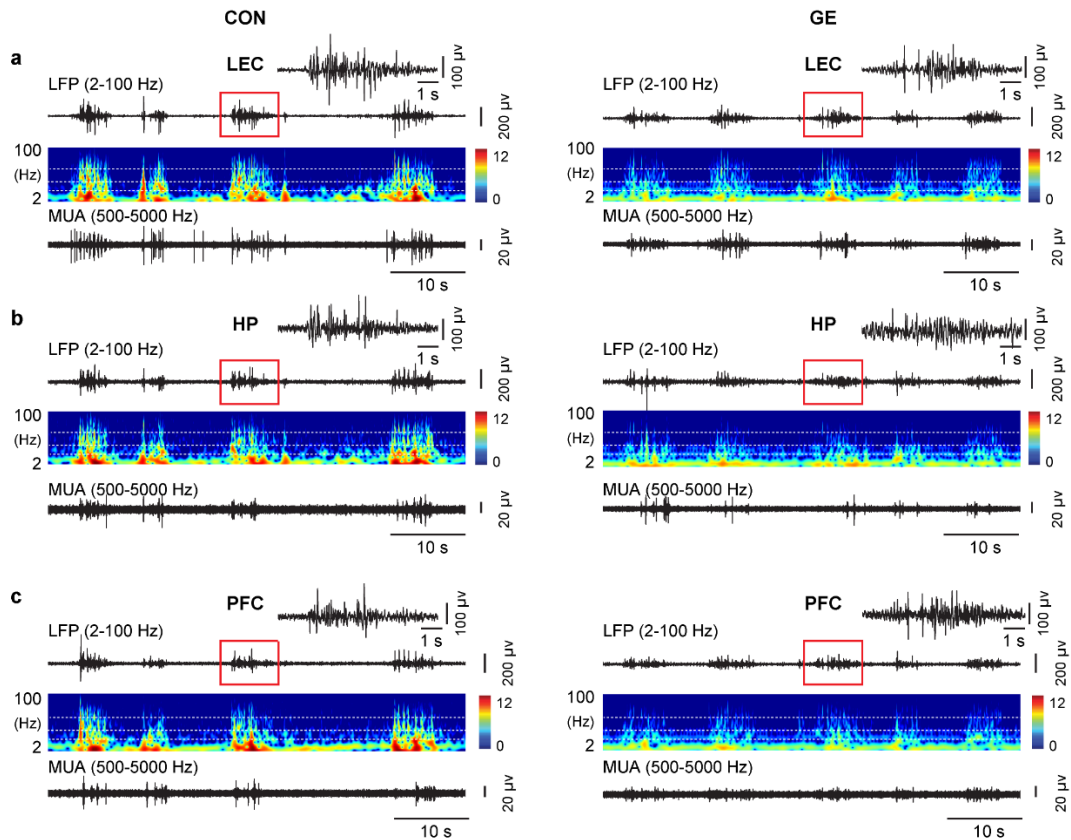 CON
GE
a
LEC
LFP (2-100 Hz)
1 s
100 μv
200 μv
100
(Hz)
2
12
0
MUA (500-5000 Hz)
20 μv
10 s
LEC
LFP (2-100 Hz)
1 s
100 μv
200 μv
100
(Hz)
2
12
0
MUA (500-5000 Hz)
20 μv
10 s
b
HP
LFP (2-100 Hz)
1 s
100 μv
200 μv
100
(Hz)
2
12
0
MUA (500-5000 Hz)
20 μv
10 s
HP
LFP (2-100 Hz)
1 s
100 μv
200 μv
100
(Hz)
2
12
0
MUA (500-5000 Hz)
20 μv
10 s
c
PFC
LFP (2-100 Hz)
1 s
100 μv
200 μv
100
(Hz)
2
12
0
MUA (500-5000 Hz)
20 μv
10 s
PFC
LFP (2-100 Hz)
1 s
100 μv
200 μv
100
(Hz)
2
12
0
MUA (500-5000 Hz)
20 μv
10 s